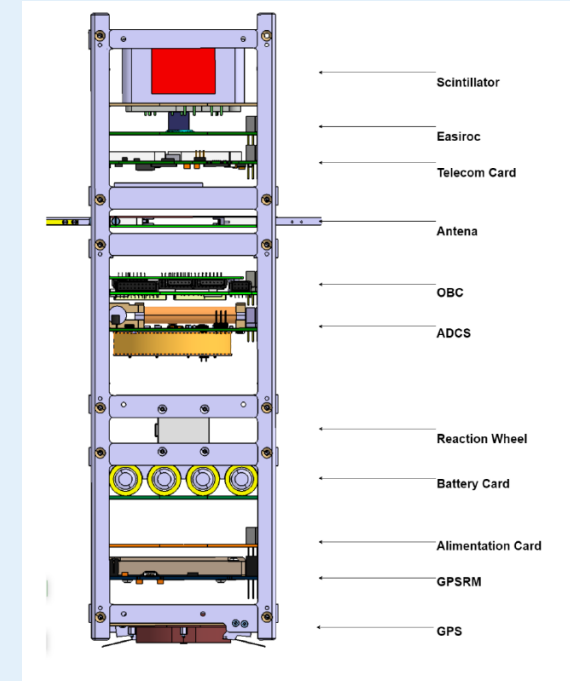 Scintillator
Easiroc
Telecom Card
Antena
OBC
ADCS
Reaction Wheel
Battery Card
Alimentation Card
GPSRM
GPS